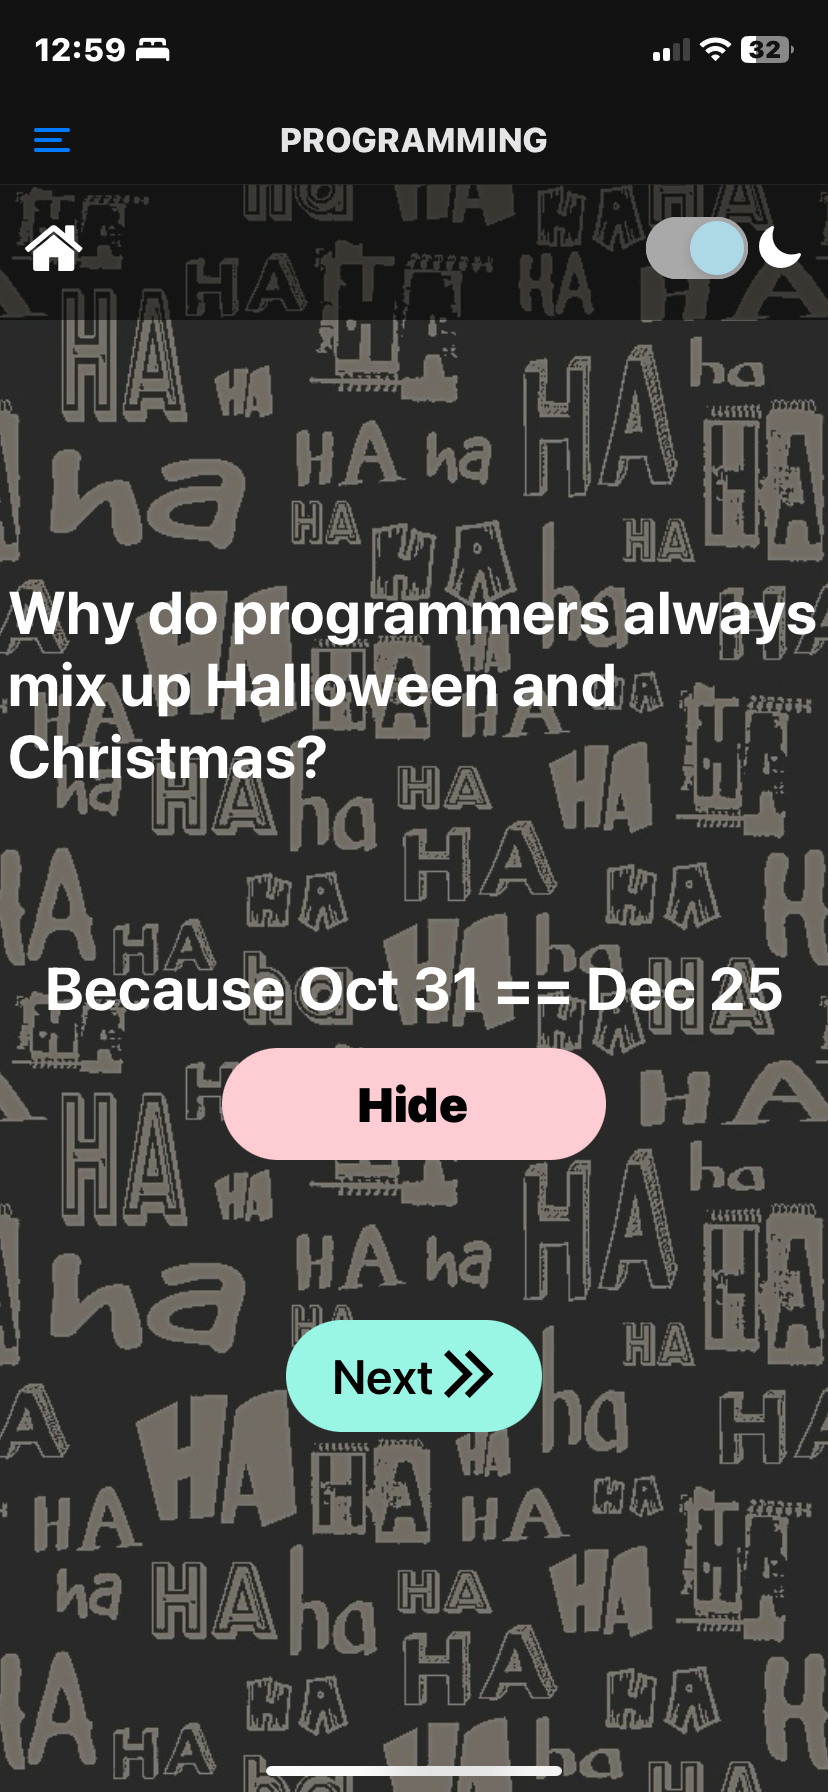 12:59
32
PROGRAMMING
Why do programmers always
mix up Halloween and
Christmas?
Because Oct 31 == Dec 25
Hide
Next